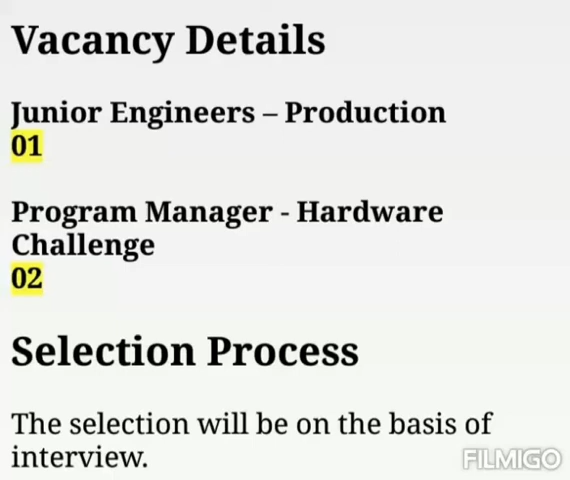 Vacancy Details
Junior Engineers – Production
01
Program Manager - Hardware
Challenge
02
Selection Process
The selection will be on the basis of
interview.
FILMIGO